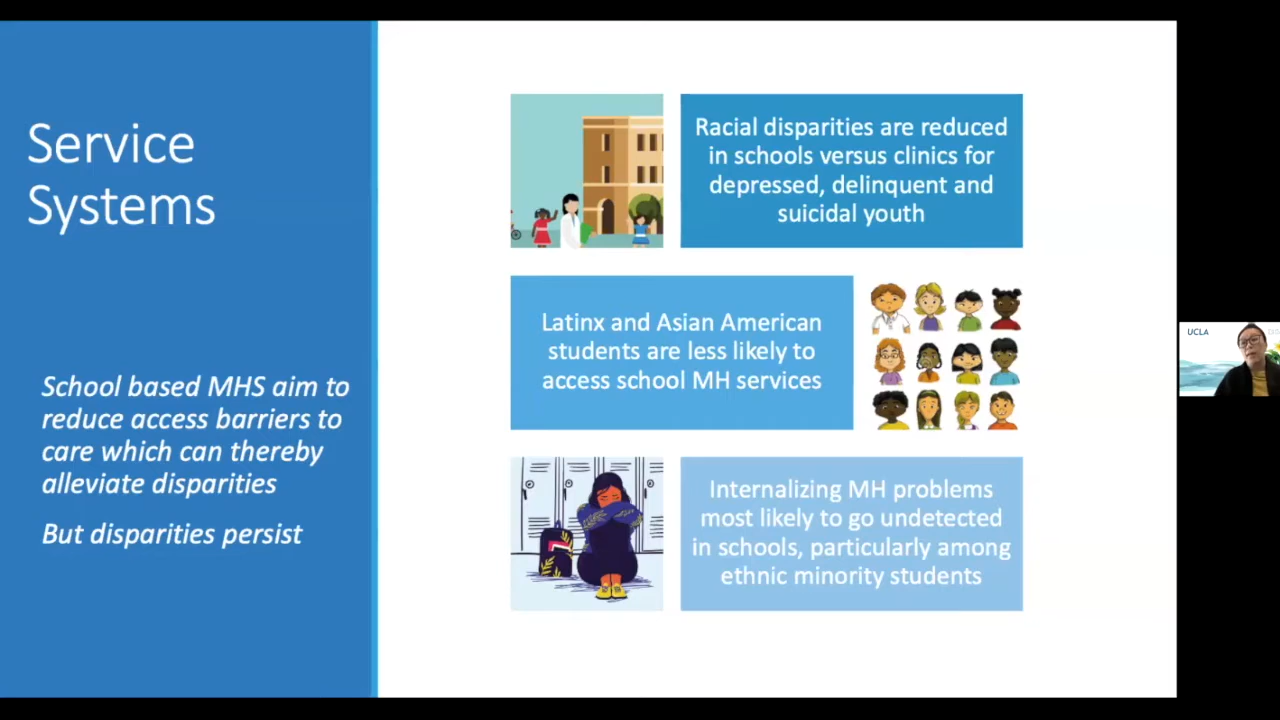 Service
Systems
School based MHS aim to
reduce access barriers to
care which can thereby
alleviate disparities
But disparities persist
Racial disparities are reduced
in schools versus clinics for
depressed, delinquent and
suicidal youth
Latinx and Asian American
students are less likely to
access school MH services
Internalizing MH problems
most likely to go undetected
in schools, particularly among
ethnic minority students
UCLA